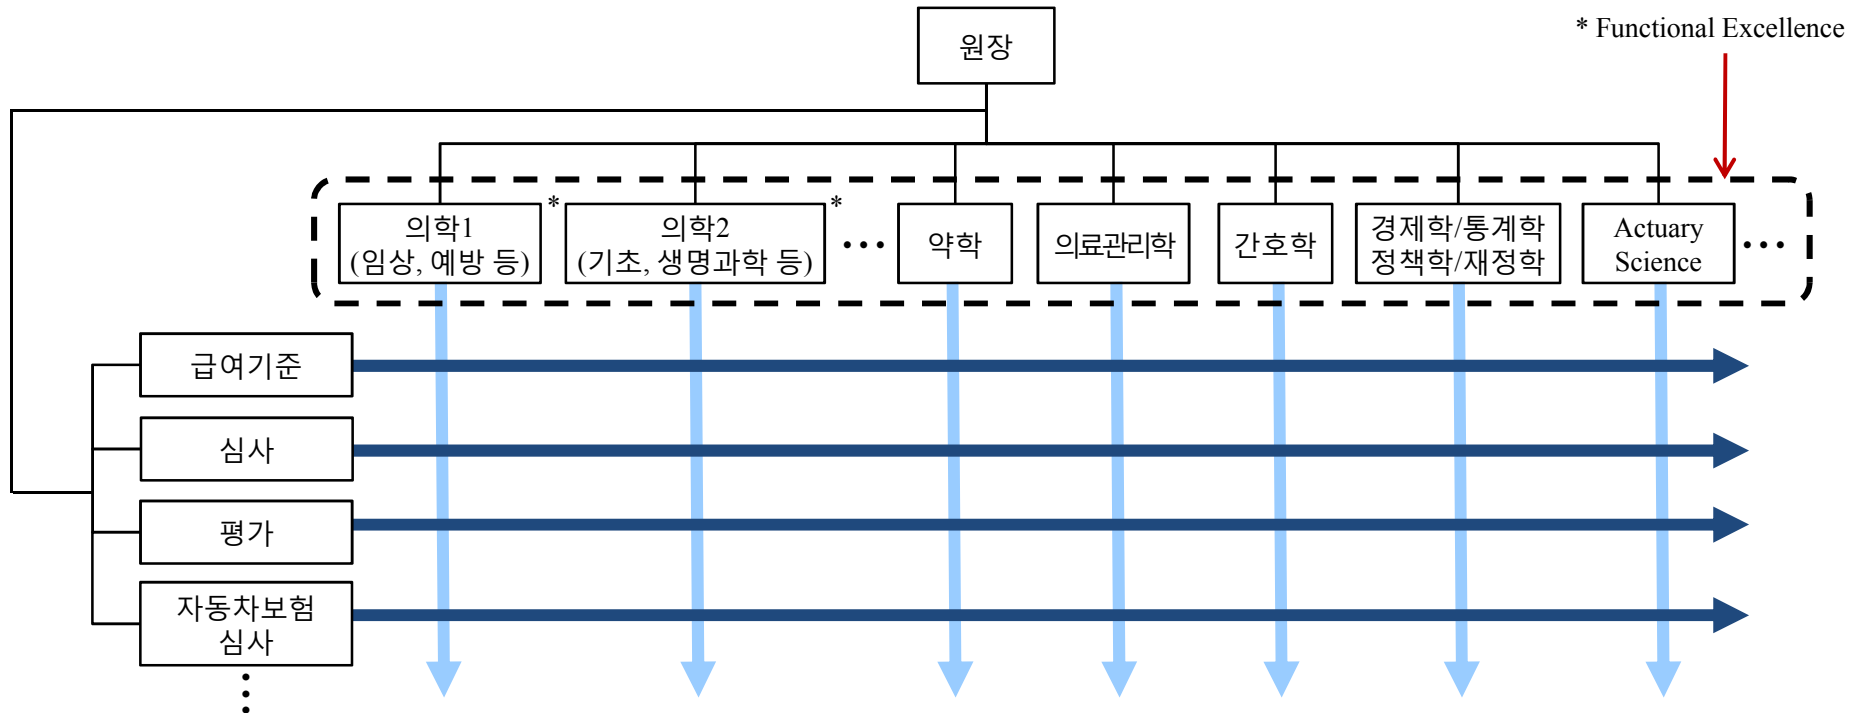 원장
* Functional Excellence
의학1
(임상, 예방 등)
*
의학2
(기초, 생명과학 등)
*
...
약학
의료관리학
간호학
경제학/통계학
정책학/재정학
Actuary
Science
...
급여기준
심사
평가
자동차보험
심사